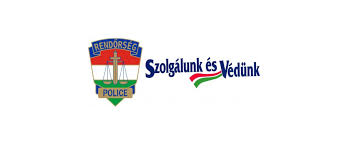 RENDŐRSÉG
POLICE
Szolgálunk és Védünk